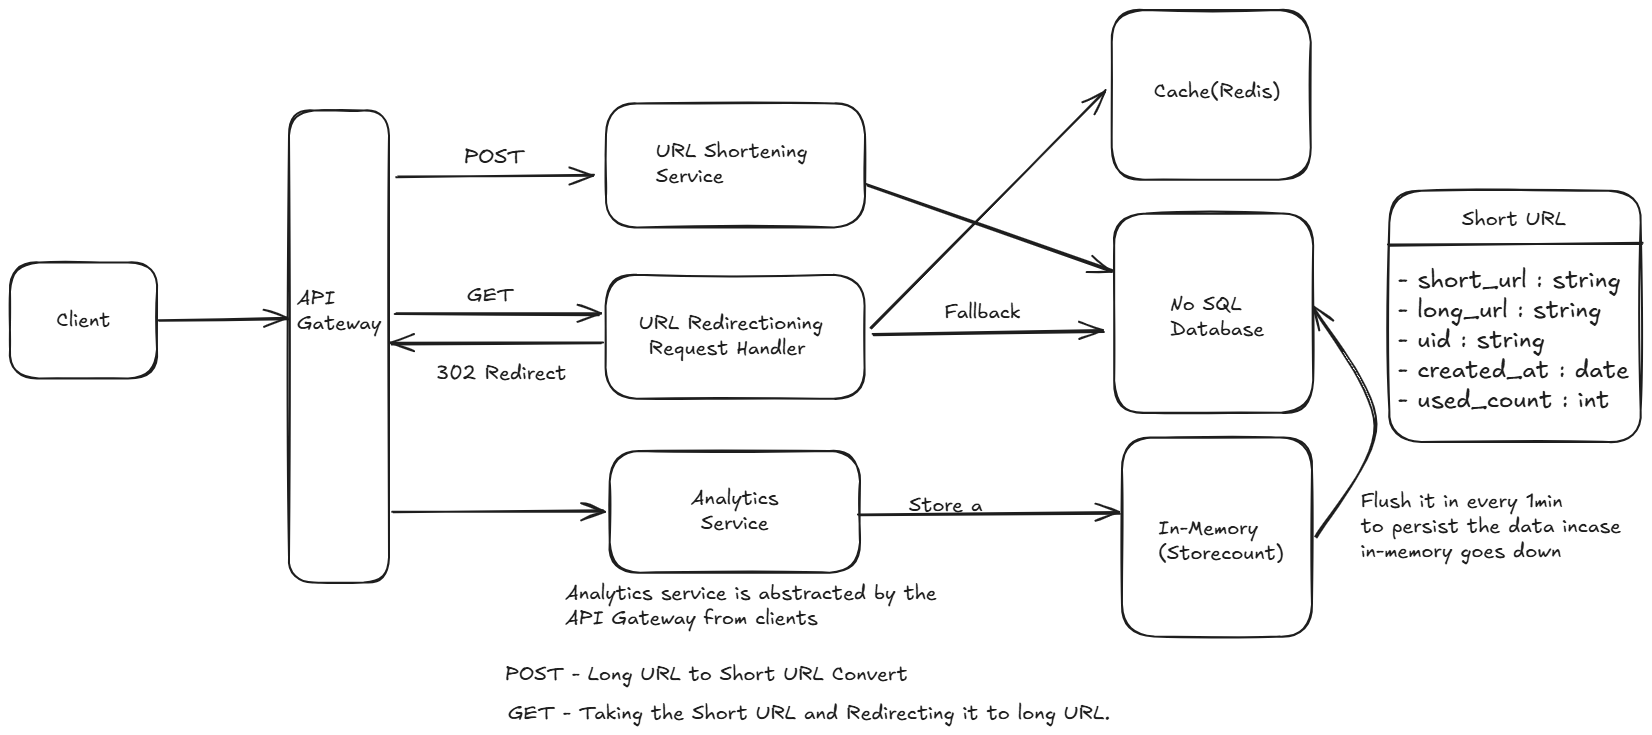 Client
API
Gateway
POST
GET
302 Redirect
URL Shortening
Service
URL Redirectioning
Request Handler
Analytics
Service
Analytics service is abstracted by the
API Gateway from clients
Fallback
Store a
Cache(Redis)
No SQL
Database
In-Memory
(Storecount)
Short URL
- short_url : string
- long_url : string
- uid : string
- created_at : date
- used_count : int
Flush it in every 1min
to persist the data incase
in-memory goes down
POST - Long URL to Short URL Convert
GET - Taking the Short URL and Redirecting it to long URL.